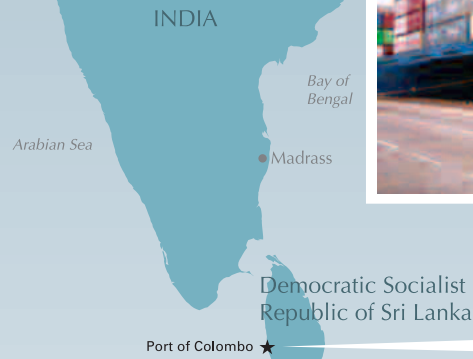 INDIA
Bay of
Bengal
Arabian Sea
Madrass
Democratic Socialist
Republic of Sri Lanka
Port of Colombo